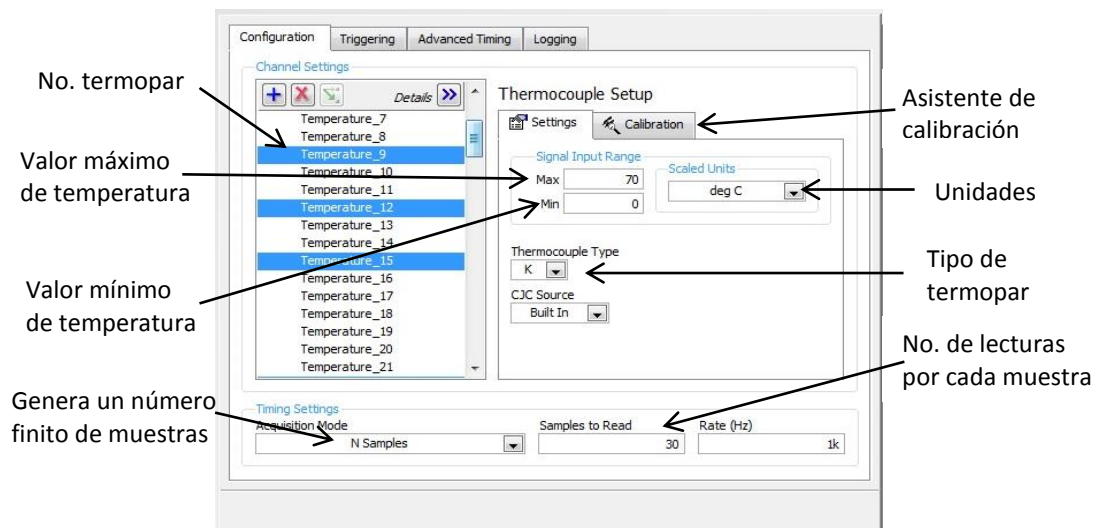 Configuration
Triggering
Advanced Timing
Logging
Channel Settings
Details
Temperature_7
Temperature_8
Temperature_9
Temperature_10
Temperature_11
Temperature_12
Temperature_13
Temperature_14
Temperature_15
Temperature_16
Temperature_17
Temperature_18
Temperature_19
Temperature_20
Temperature_21
Thermocouple Setup
Settings
Calibration
Signal Input Range
Max 70
Min 0
Scaled Units
deg C
Thermocouple Type
K
CJC Source
Built In
Timing Settings
Acquisition Mode
N Samples
Samples to Read
30
Rate (Hz)
1k
No. termopar
Valor máximo
de temperatura
Valor mínimo
de temperatura
Genera un número
finito de muestras
Asistente de
calibración
Unidades
Tipo de
termopar
No. de lecturas
por cada muestra